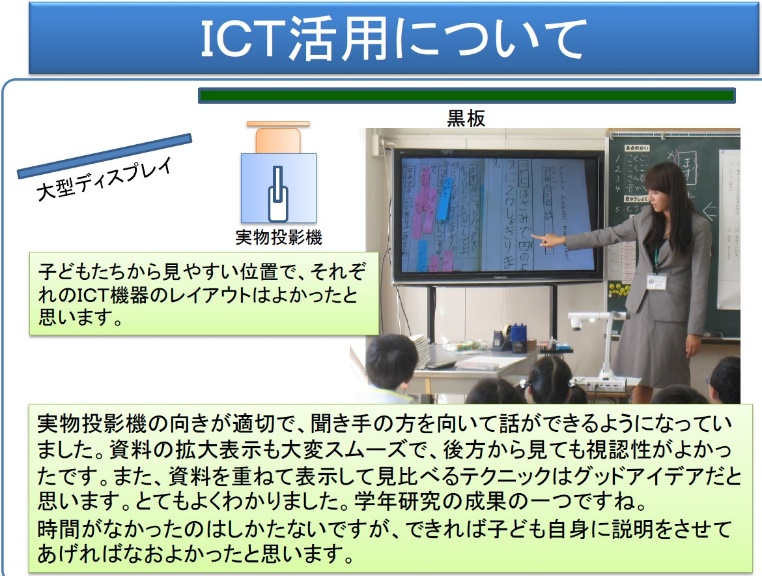 ICT活用について
黒板
大型ディスプレイ
実物投影機
子どもたちから見やすい位置で、それぞ
れのICT機器のレイアウトはよかったと
思います。
実物投影機の向きが適切で、聞き手の方を向いて話ができるようになってい
ました。資料の拡大表示も大変スムーズで、後方から見ても視認性がよかっ
たです。また、資料を重ねて表示して見比べるテクニックはグッドアイデアだと
思います。とてもよくわかりました。学年研究の成果の一つですね。
時間がなかったのはしかたないですが、できれば子ども自身に説明をさせて
あげればなおよかったと思います。